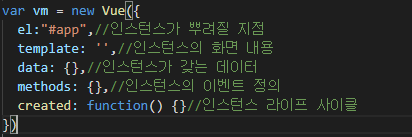 var vm = new Vue({
el:"#app",//인스턴스가 뿌려질 지점
template: '',//인스턴스의 화면 내용
data: {},//인스턴스가 갖는 데이터
methods: {},//인스턴스의 이벤트 정의
created: function() {}//인스턴스 라이프 사이클
})